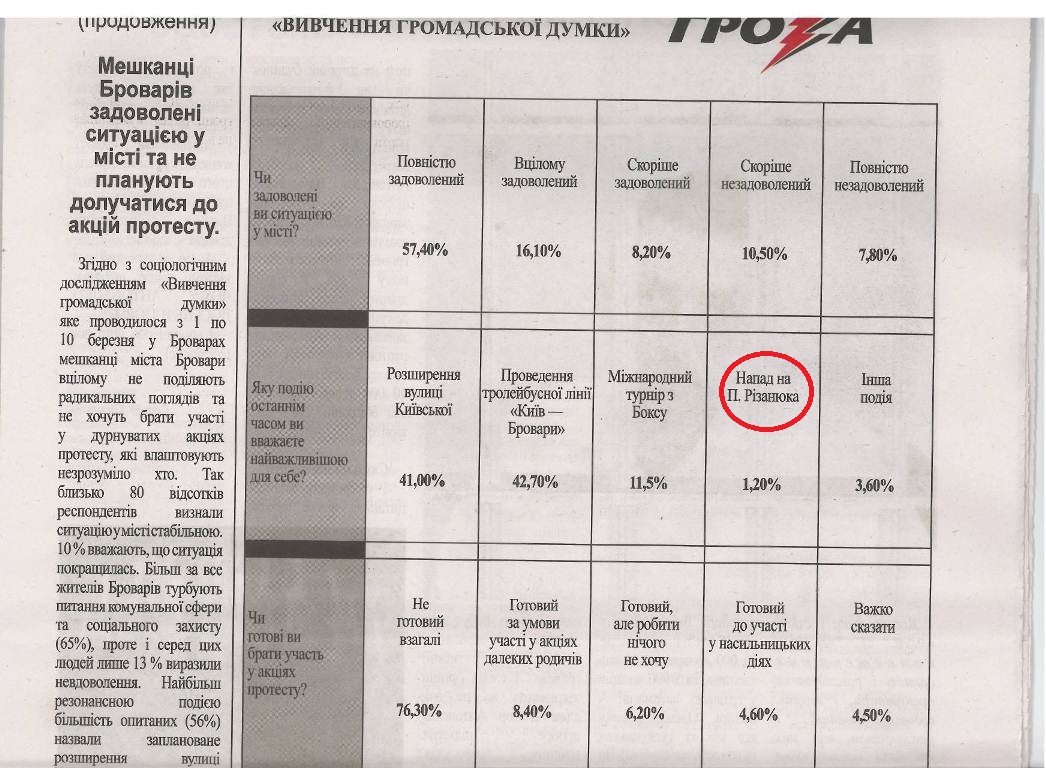 (продовження)
«ВИВЧЕННЯ ГРОМАДСЬКОЇ ДУМКИ»
ГРОЗА
Мешканці
Броварів
задоволені
ситуацією у
місті та не
планують
долучатися до
акцій протесту.
Згідно з соціологічним
дослідженням «Вивчення
громадської думки»
яке проводилося з 1 по
10 березня у Броварах
мешканці міста Бровари
вцілому не поділяють
радикальних поглядів та
не хочуть брати участі
у дурнуватих акціях
протесту, які влаштовують
незрозуміло хто. Так
близько 80 відсотків
респондентів визнали
ситуацію у місті стабільною.
10 % вважають, що ситуація
покращилась. Більш за все
жителів Броварів турбують
питання комунальної сфери
та соціального захисту
(65%), проте і серед цих
людей лише 13 % виразили
невдоволення. Найбільш
резонансною подією
більшість опитаних (56%)
назвали заплановане
розширення вулиці
Чи
задоволені
ви ситуацією
у місті?
Повністю
задоволений
57,40%
Вцілому
задоволений
16,10%
Скоріше
задоволений
8,20%
Скоріше
незадоволений
10,50%
Повністю
незадоволений
7,80%
Яку подію
останнім
часом ви
вважаєте
найважлившою
для себе?
Розширення
вулиці
Київської
41,00%
Проведення
тролейбусної лінії
«Київ —
Бровари»
42,70%
Міжнародний
турнір з
Боксу
11,5%
Напад на
П. Різанюка
1,20%
Інша
подія
3,60%
Чи
готові ви
брати участь
у акціях
протесту?
Не
готовий
взагалі
76,30%
Готовий
за умови
участі у акціях
далеких родичів
8,40%
Готовий,
але робити
нічого
не хочу
6,20%
Готовий
до участі
у насильницьких
діях
4,60%
Важко
сказати
4,50%